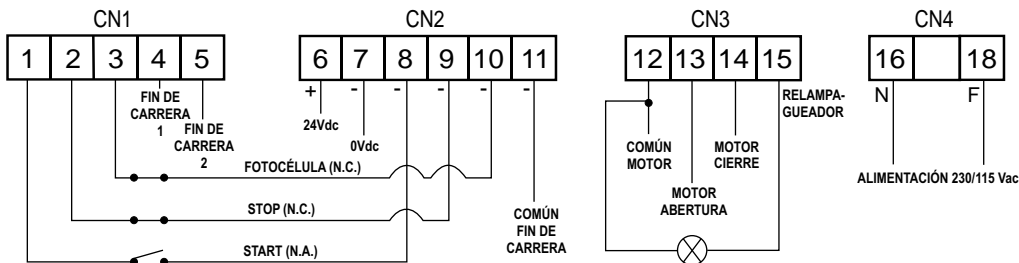 CN1
CN2
CN3
CN4
1 2 3 4 5
6 7 8 9 10 11
12 13 14 15
16 18
+ - - - - -
FIN DE
CARRERA
1
FIN DE
CARRERA
2
24Vdc
0Vdc
RELAMPA-
GUEADOR
N F
COMÚN
MOTOR
MOTOR
CIERRE
MOTOR
ABERTURA
ALIMENTACIÓN 230/115 Vac
FOTOCÉLULA (N.C.)
STOP (N.C.)
START (N.A.)
COMÚN
FIN DE
CARRERA